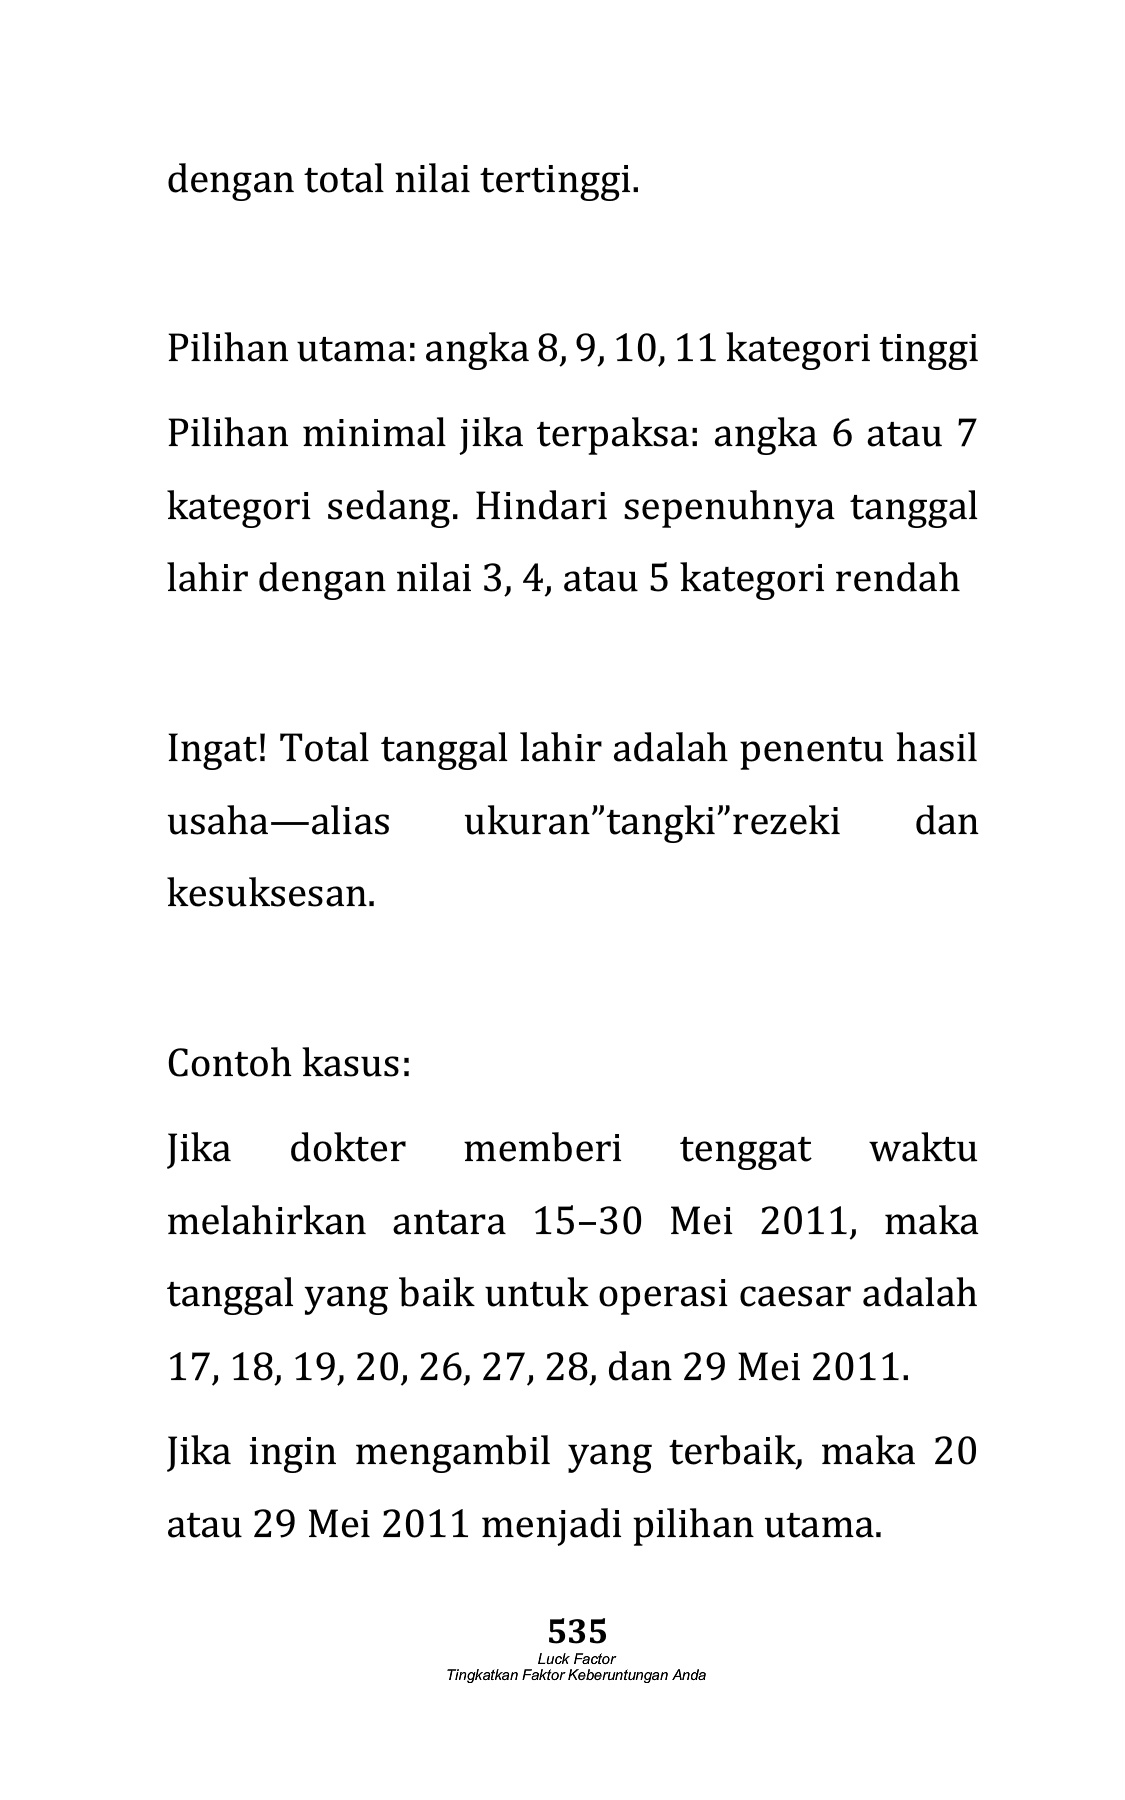 dengan total nilai tertinggi.
Pilihan utama: angka 8, 9, 10, 11 kategori tinggi
Pilihan minimal jika terpaksa: angka 6 atau 7
kategori sedang. Hindari sepenuhnya tanggal
lahir dengan nilai 3, 4, atau 5 kategori rendah
Ingat! Total tanggal lahir adalah penentu hasil
usaha—alias ukuran”tangki”rezeki dan
kesuksesan.
Contoh kasus:
Jika dokter memberi tenggat waktu
melahirkan antara 15–30 Mei 2011, maka
tanggal yang baik untuk operasi caesar adalah
17, 18, 19, 20, 26, 27, 28, dan 29 Mei 2011.
Jika ingin mengambil yang terbaik, maka 20
atau 29 Mei 2011 menjadi pilihan utama.
535
Luck Factor
Tingkatkan Faktor Keberuntungan Anda